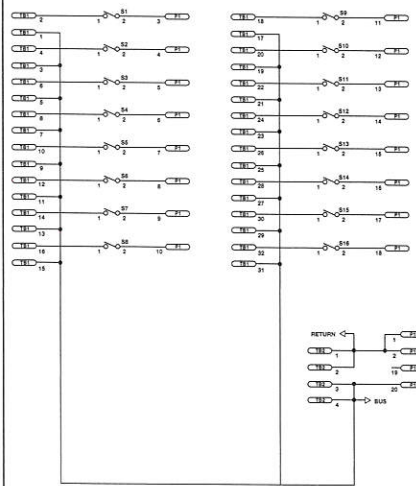 TB1 2 1 S1 2 3 P1
TB1 1
TB1 4 1 S2 2 4 P1
TB1 3
TB1 6 1 S3 2 5 P1
TB1 5
TB1 8 1 S4 2 6 P1
TB1 7
TB1 10 1 S5 2 7 P1
TB1 9
TB1 12 1 S6 2 8 P1
TB1 11
TB1 14 1 S7 2 9 P1
TB1 13
TB1 16 1 S8 2 10 P1
TB1 15
TB1 18 1 S9 2 11 P1
TB1 17
TB1 20 1 S10 2 12 P1
TB1 19
TB1 22 1 S11 2 13 P1
TB1 21
TB1 24 1 S12 2 14 P1
TB1 23
TB1 26 1 S13 2 15 P1
TB1 25
TB1 28 1 S14 2 16 P1
TB1 27
TB1 30 1 S15 2 17 P1
TB1 29
TB1 32 1 S16 2 18 P1
TB1 31
RETURN 1
TB2 1 2
TB2 2 19
TB2 3 20
TB2 4 BUS